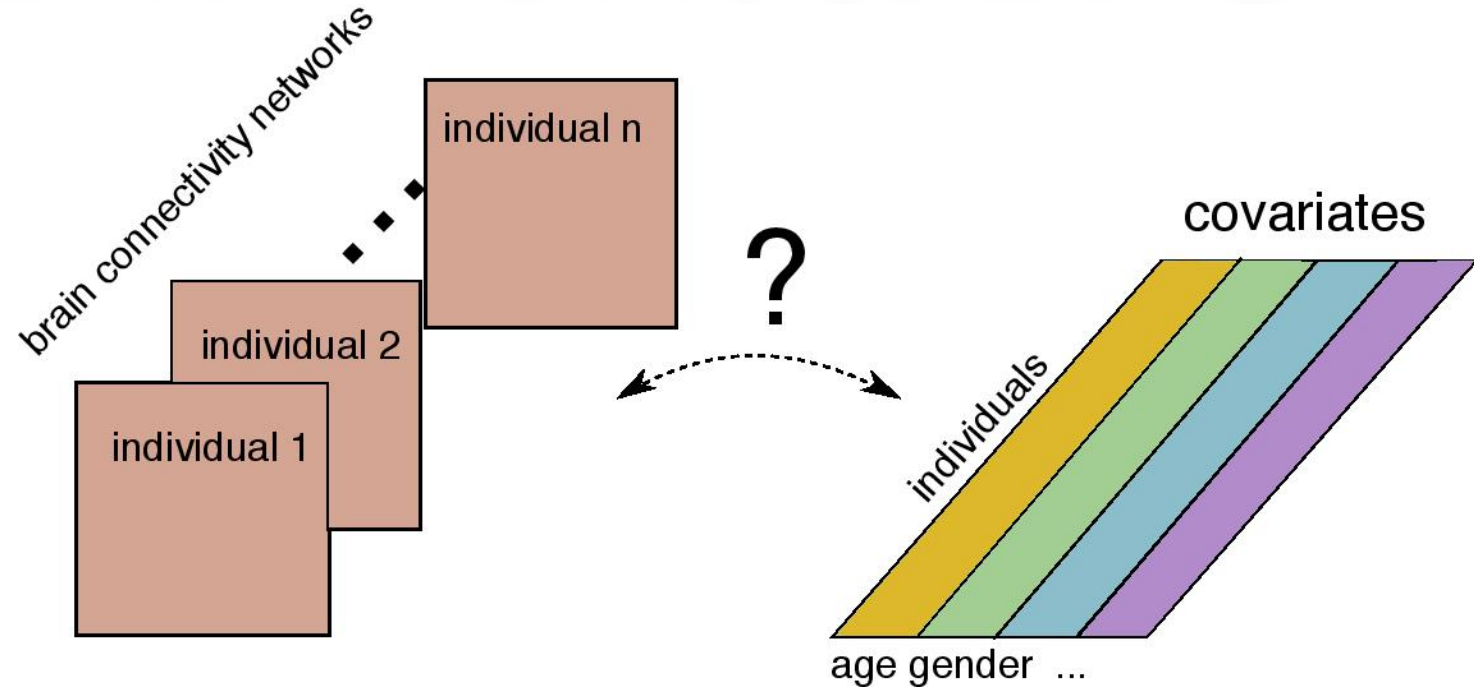 brain connectivity networks
individual n
individual 2
individual 1
?
covariates
individuals
age gender ...